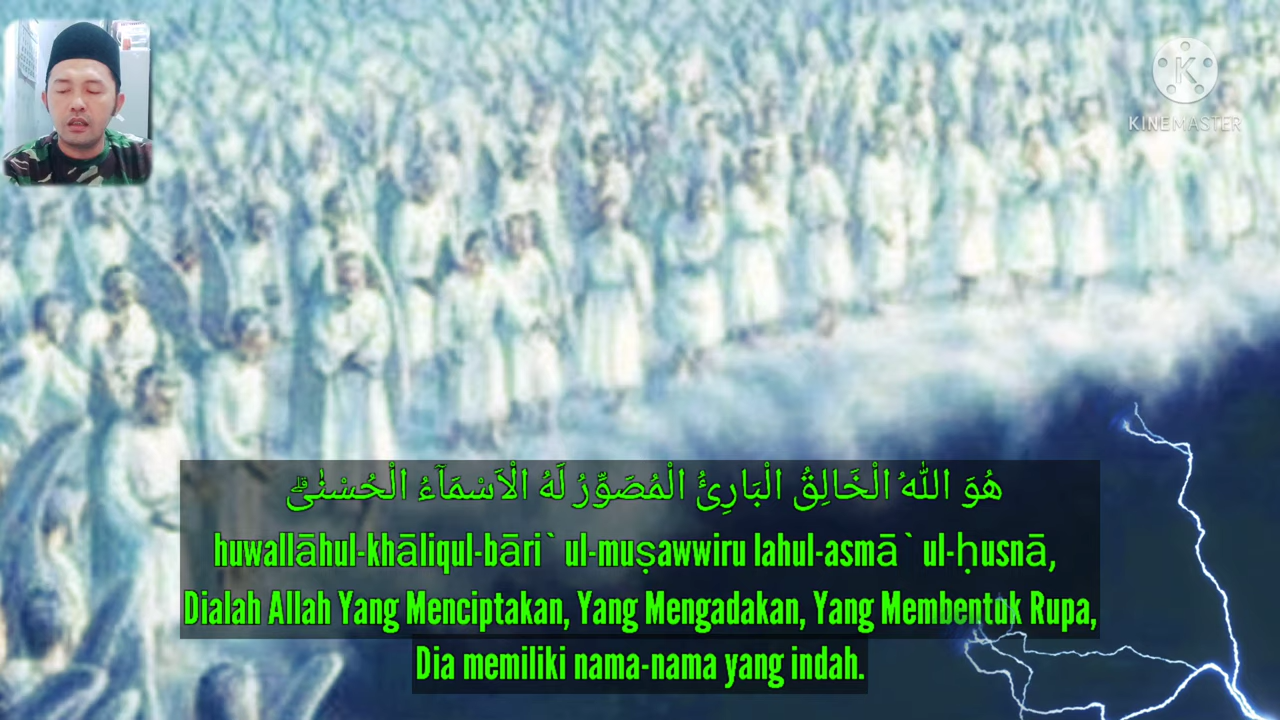 KINEMASTER
هُوَ اللّٰهُ الْخَالِقُ الْبَارِئُ الْمُصَوِّرُ لَهُ الْاَسْمَاۤءُ الْحُسْنٰىۗ
huwallāhul-khāliqul-bāri` ul-muṣawwiru lahul-asmā` ul-ḥusnā,
Dialah Allah Yang Menciptakan, Yang Mengadakan, Yang Membentuk Rupa,
Dia memiliki nama-nama yang indah.